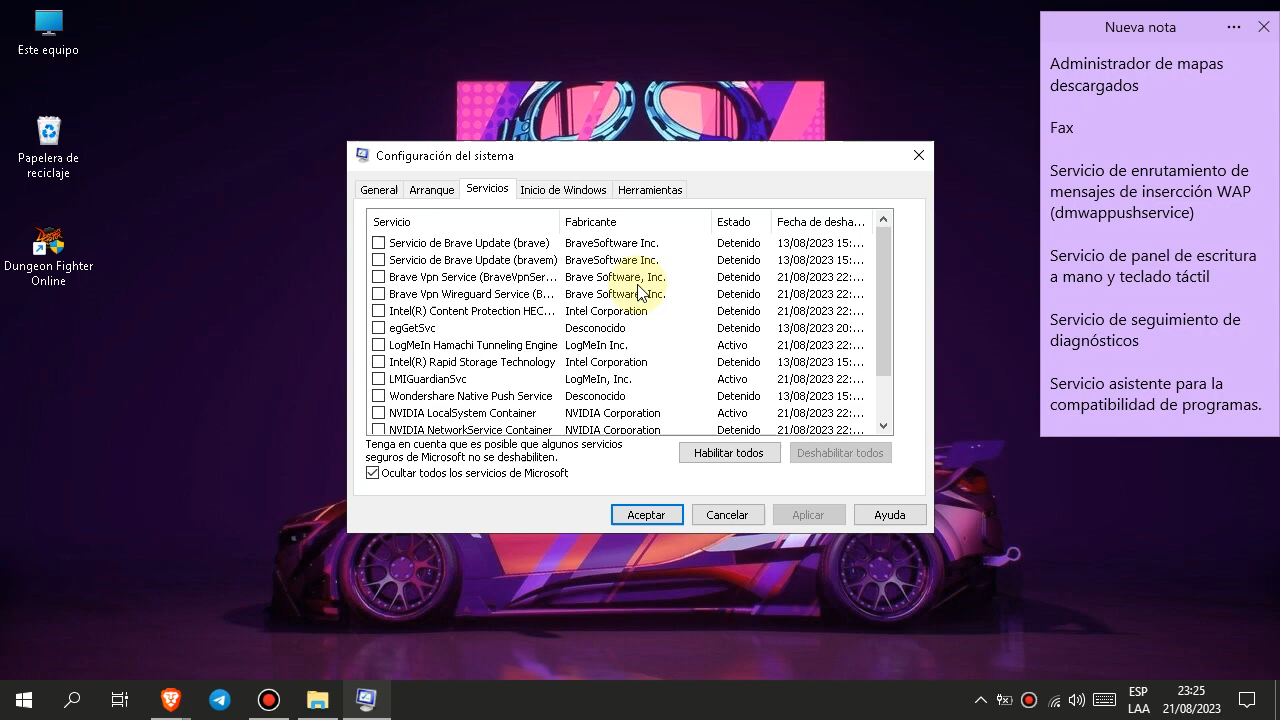 Este equipo
Papelera de
reciclaje
Dungeon Fighter
Online
Configuración del sistema
General Arranque Servicios Inicio de Windows Herramientas
Servicio Fabricante Estado Fecha de desha...
Servicio de Brave Update (brave) BraveSoftware Inc. Detenido 13/08/2023 15:...
Servicio de Brave Update (bravem) BraveSoftware Inc. Detenido 13/08/2023 15:...
Brave Vpn Service (BraveVpnSer... Brave Software, Inc. Detenido 21/08/2023 22:...
Brave Vpn Wireguard Service (B... Brave Software, Inc. Detenido 21/08/2023 22:...
Intel(R) Content Protection HEC... Intel Corporation Detenido 21/08/2023 22:...
egGetSvc Desconocido Detenido 13/08/2023 20:...
LogMeIn Hamachi Tunneling Engine LogMeIn Inc. Activo 21/08/2023 22:...
Intel(R) Rapid Storage Technology Intel Corporation Detenido 13/08/2023 15:...
LMIGuardianSvc LogMeIn, Inc. Activo 21/08/2023 22:...
Wondershare Native Push Service Desconocido Detenido 13/08/2023 15:...
NVIDIA LocalSystem Container NVIDIA Corporation Activo 21/08/2023 22:...
NVIDIA NetworkService Container NVIDIA Corporation Detenido 21/08/2023 22:...
Tenga en cuenta que es posible que algunos servicios
seguros de Microsoft no se deshabiliten.
Habilitar todos Deshabilitar todos
Ocultar todos los servicios de Microsoft
Aceptar Cancelar Aplicar Ayuda
Nueva nota
Administrador de mapas
descargados
Fax
Servicio de enrutamiento de
mensajes de insercción WAP
(dmwappushservice)
Servicio de panel de escritura
a mano y teclado táctil
Servicio de seguimiento de
diagnósticos
Servicio asistente para la
compatibilidad de programas.
ESP
LAA
23:25
21/08/2023